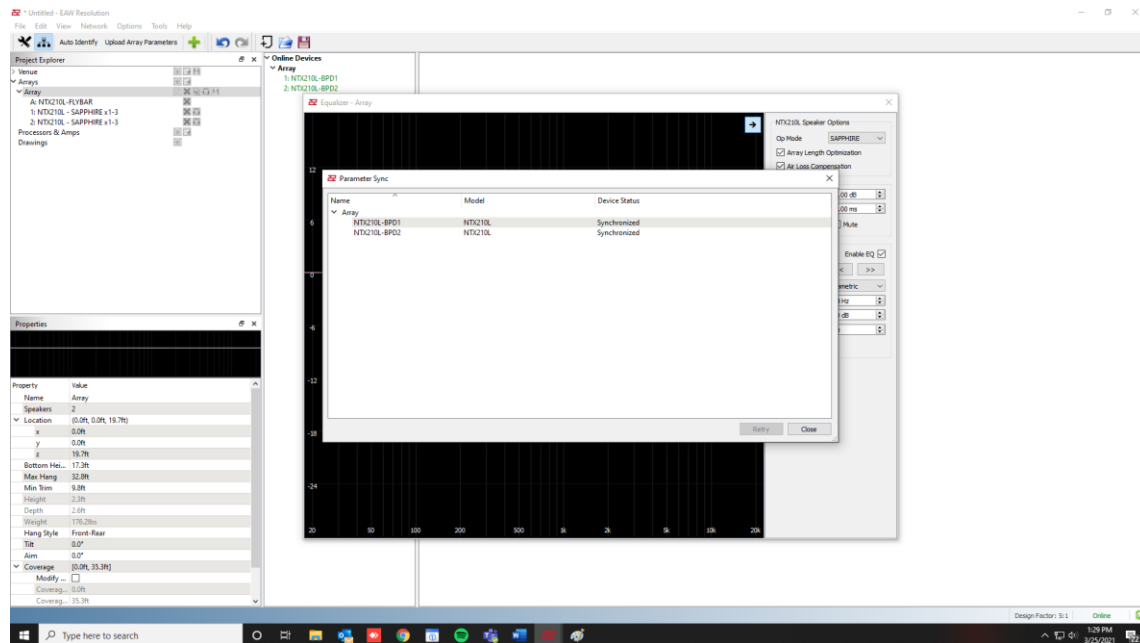 * Untitled - EAW Resolution
File Edit View Network Options Tools Help
Auto Identify Upload Array Parameters
Project Explorer
Venue
Arrays
Array
A: NTX210L-FLYBAR
1: NTX210L - SAPPHIRE x1-3
2: NTX210L - SAPPHIRE x1-3
Processors & Amps
Drawings
Online Devices
Array
1: NTX210L-BPD1
2: NTX210L-BPD2
Equalizer - Array
12
6
0
-6
-12
-18
-24
20 50 100 200 500 1k 2k 5k 10k 20k
NTX210L Speaker Options
Op Mode SAPPHIRE
Array Length Optimization
Air Loss Compensation
.00 dB
.00 ms
Mute
Enable EQ
< >>
ametric
Hz
dB
Parameter Sync
Name Model Device Status
Array
NTX210L-BPD1 NTX210L Synchronized
NTX210L-BPD2 NTX210L Synchronized
Retry Close
Properties
Property Value
Name Array
Speakers 2
Location (0.0ft, 0.0ft, 19.7ft)
x 0.0ft
y 0.0ft
z 19.7ft
Bottom Hei... 17.3ft
Max Hang 32.8ft
Min Trim 9.8ft
Height 2.3ft
Depth 2.6ft
Weight 176.2lbs
Hang Style Front-Rear
Tilt 0.0°
Aim 0.0°
Coverage [0.0ft, 35.3ft]
Modify ...
Coverag... 0.0ft
Coverag... 35.3ft
Design Factor: 5:1 Online
Type here to search
1:29 PM
3/25/2021